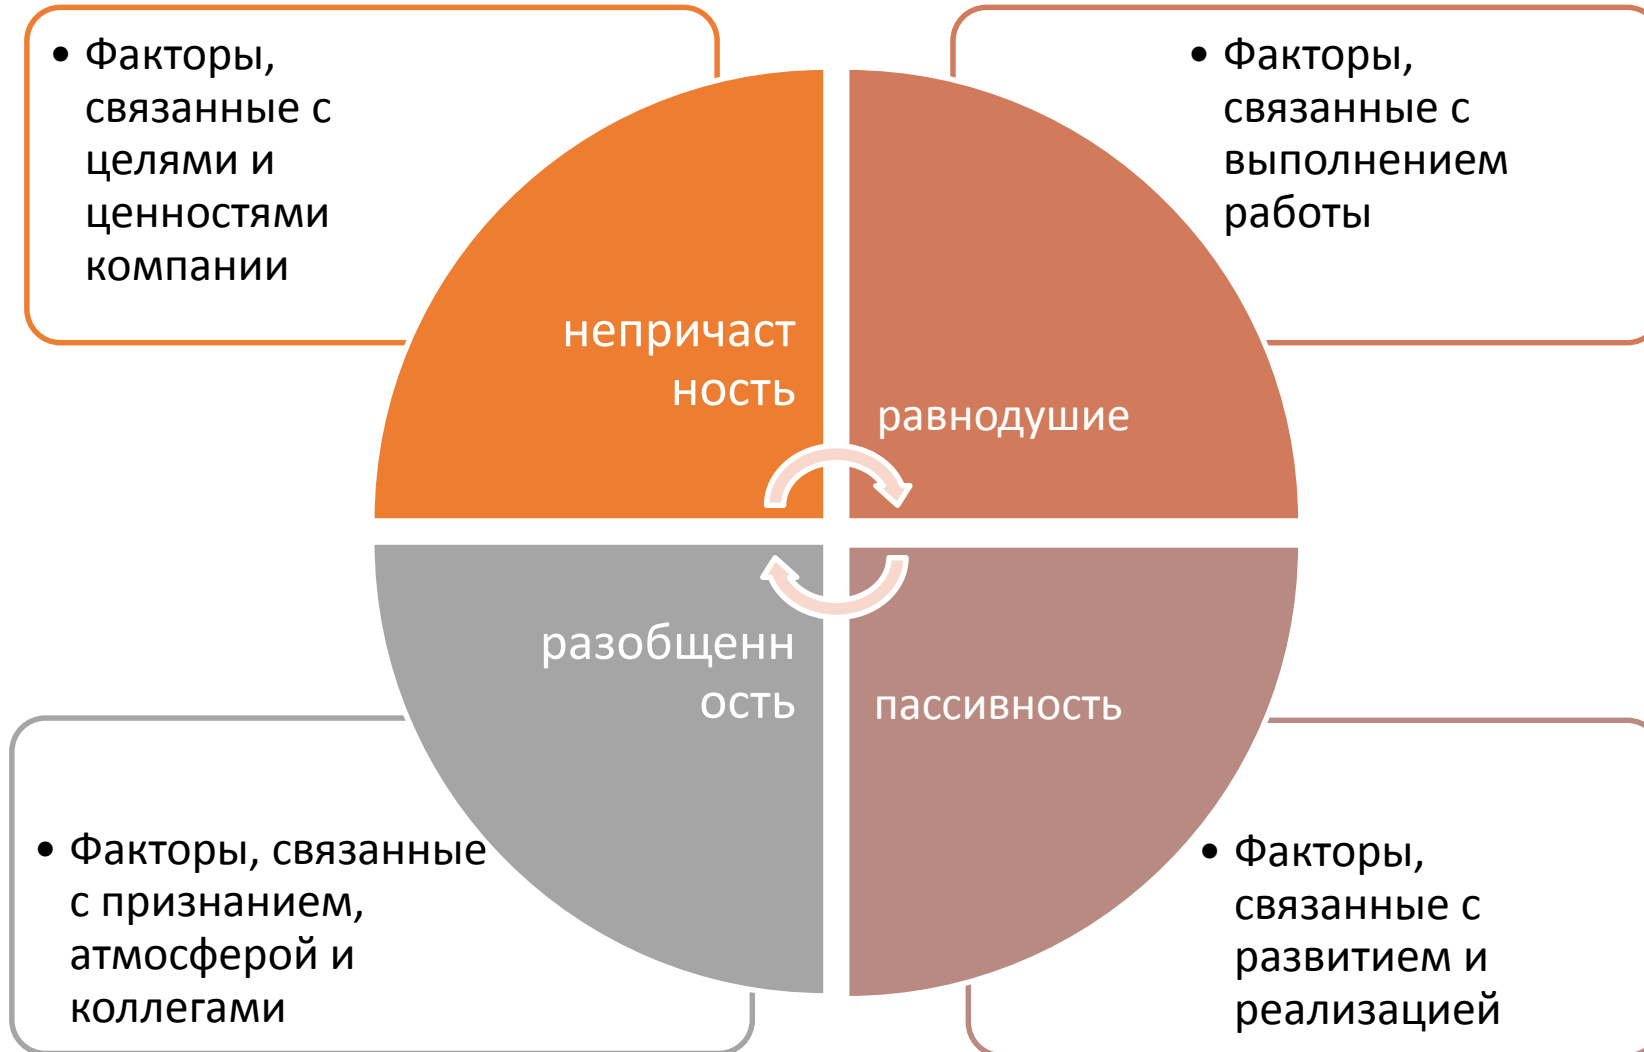 • Факторы,
связанные с
целями и
ценностями
компании
• Факторы,
связанные с
выполнением
работы
непричаст
ность
равнодушие
разобщенн
ость
пассивность
• Факторы, связанные
с признанием,
атмосферой и
коллегами
• Факторы,
связанные с
развитием и
реализацией